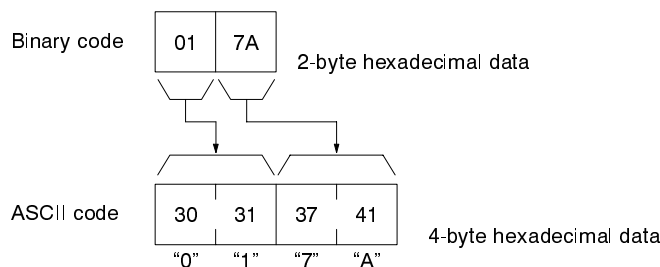 Binary code 01 7A 2-byte hexadecimal data
ASCII code 30 31 37 41 4-byte hexadecimal data
“0” “1” “7” “A”